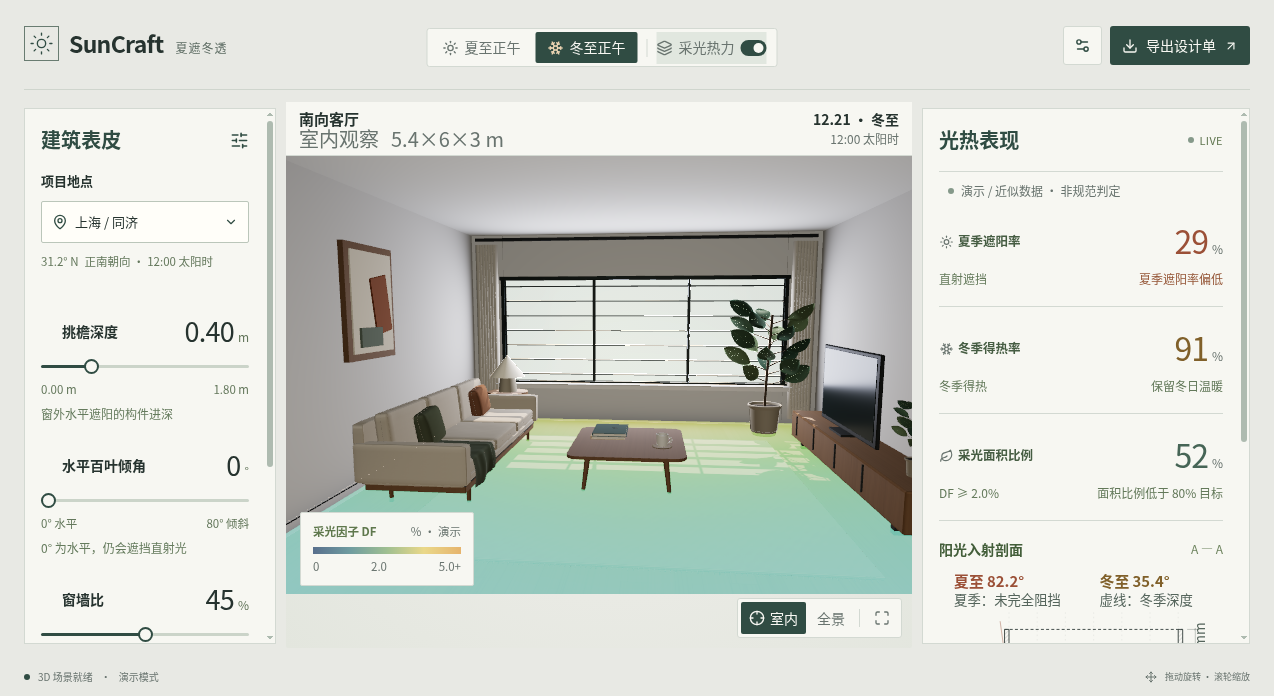 SunCraft 夏遮冬透
夏至正午 冬至正午 采光热力
导出设计单
建筑表皮
项目地点
上海 / 同济
31.2° N 正南朝向 · 12:00 太阳时
挑檐深度 0.40 m
0.00 m 1.80 m
窗外水平遮阳的构件进深
水平百叶倾角 0 °
0° 水平 80° 倾斜
0° 为水平，仍会遮挡直射光
窗墙比 45 %
南向客厅 12.21 · 冬至
室内观察 5.4×6×3 m 12:00 太阳时
采光因子 DF % · 演示
0 2.0 5.0+
室内 全景
光热表现 LIVE
演示 / 近似数据 · 非规范判定
夏季遮阳率 29 %
直射遮挡 夏季遮阳率偏低
冬季得热率 91 %
冬季得热 保留冬日温暖
采光面积比例 52 %
DF ≥ 2.0% 面积比例低于 80% 目标
阳光入射剖面 A — A
夏至 82.2° 冬至 35.4°
夏季：未完全阻挡 虚线：冬季深度
3D 场景就绪 · 演示模式
拖动旋转 · 滚轮缩放